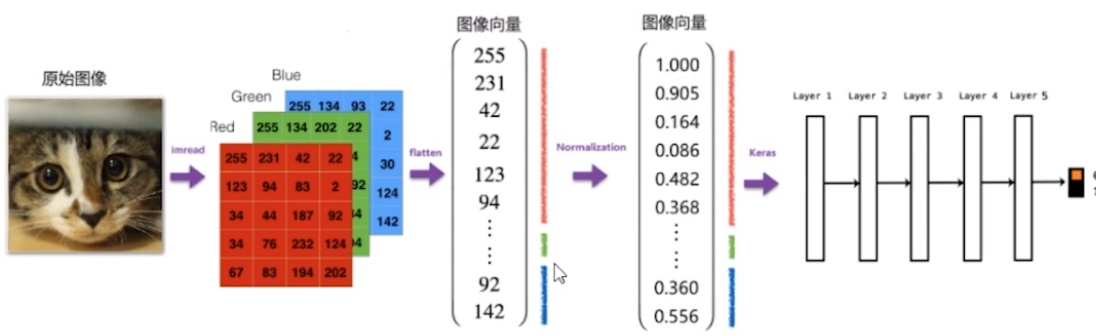 原始图像
imread
Red
Green
Blue
255 134 93 22
2
30
124
142
255 134 202 22
4
92
34
94
255 231 42 22
123 94 83 2
34 44 187 92
34 76 232 124
67 83 194 202
flatten
图像向量
255
231
42
22
123
94
92
142
Normalization
图像向量
1.000
0.905
0.164
0.086
0.482
0.368
0.360
0.556
Keras
Layer 1 Layer 2 Layer 3 Layer 4 Layer 5